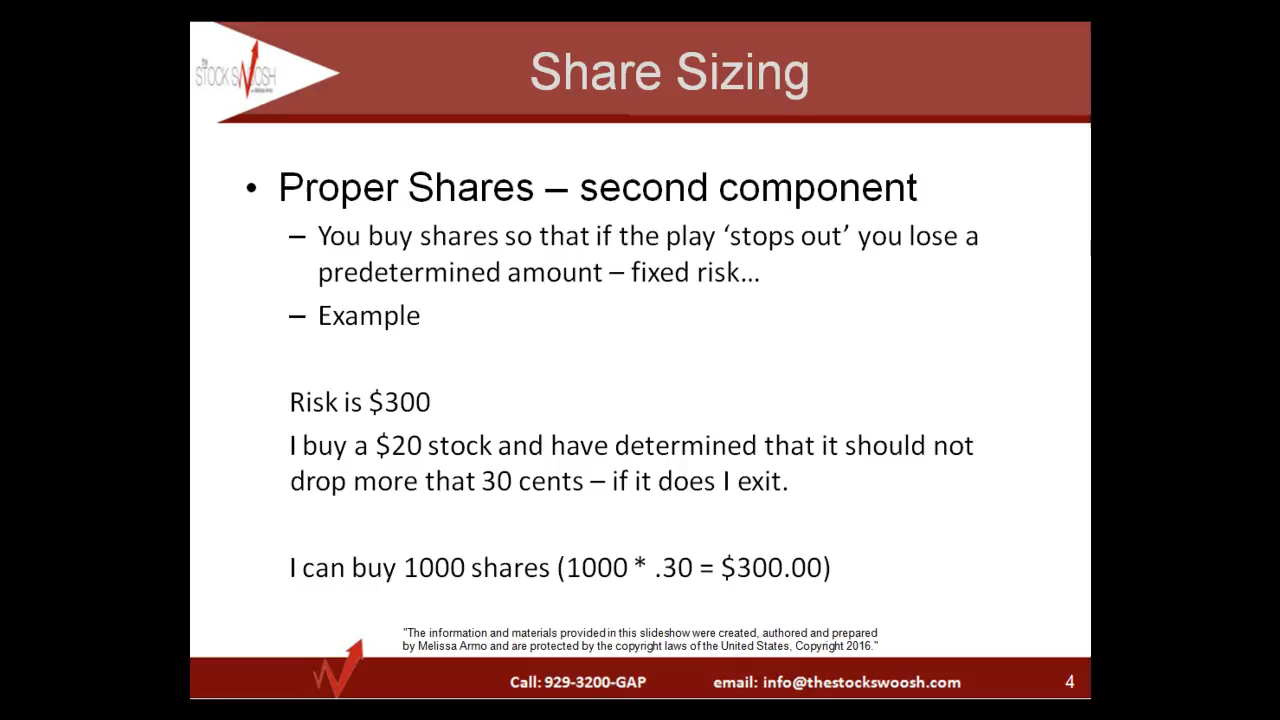 The
STOCK SWOOSH
Share Sizing
• Proper Shares – second component
– You buy shares so that if the play ‘stops out’ you lose a
predetermined amount – fixed risk…
– Example
Risk is $300
I buy a $20 stock and have determined that it should not
drop more that 30 cents – if it does I exit.
I can buy 1000 shares (1000 * .30 = $300.00)
"The information and materials provided in this slideshow were created, authored and prepared
by Melissa Armo and are protected by the copyright laws of the United States, Copyright 2016."
Call: 929-3200-GAP email: info@thestockswoosh.com 4